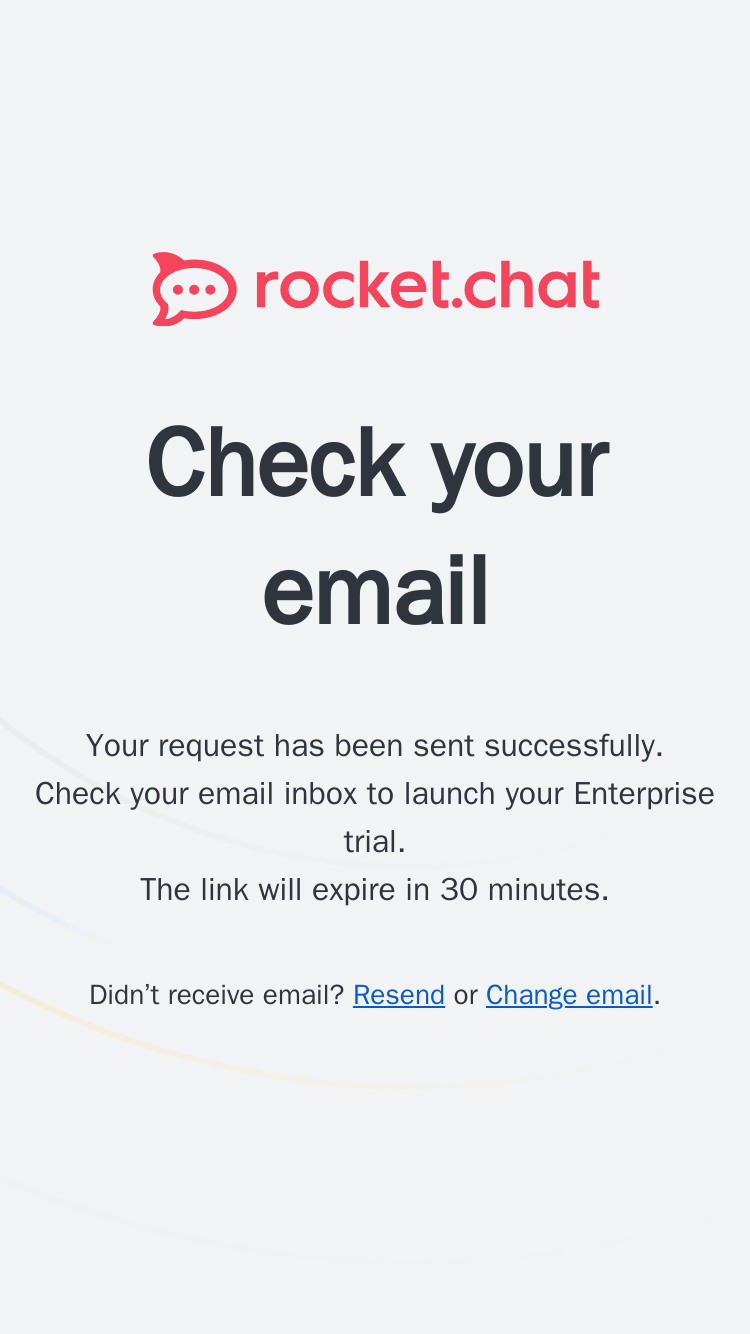 rocket.chat
Check your
email
Your request has been sent successfully.
Check your email inbox to launch your Enterprise
trial.
The link will expire in 30 minutes.
Didn’t receive email? Resend or Change email.